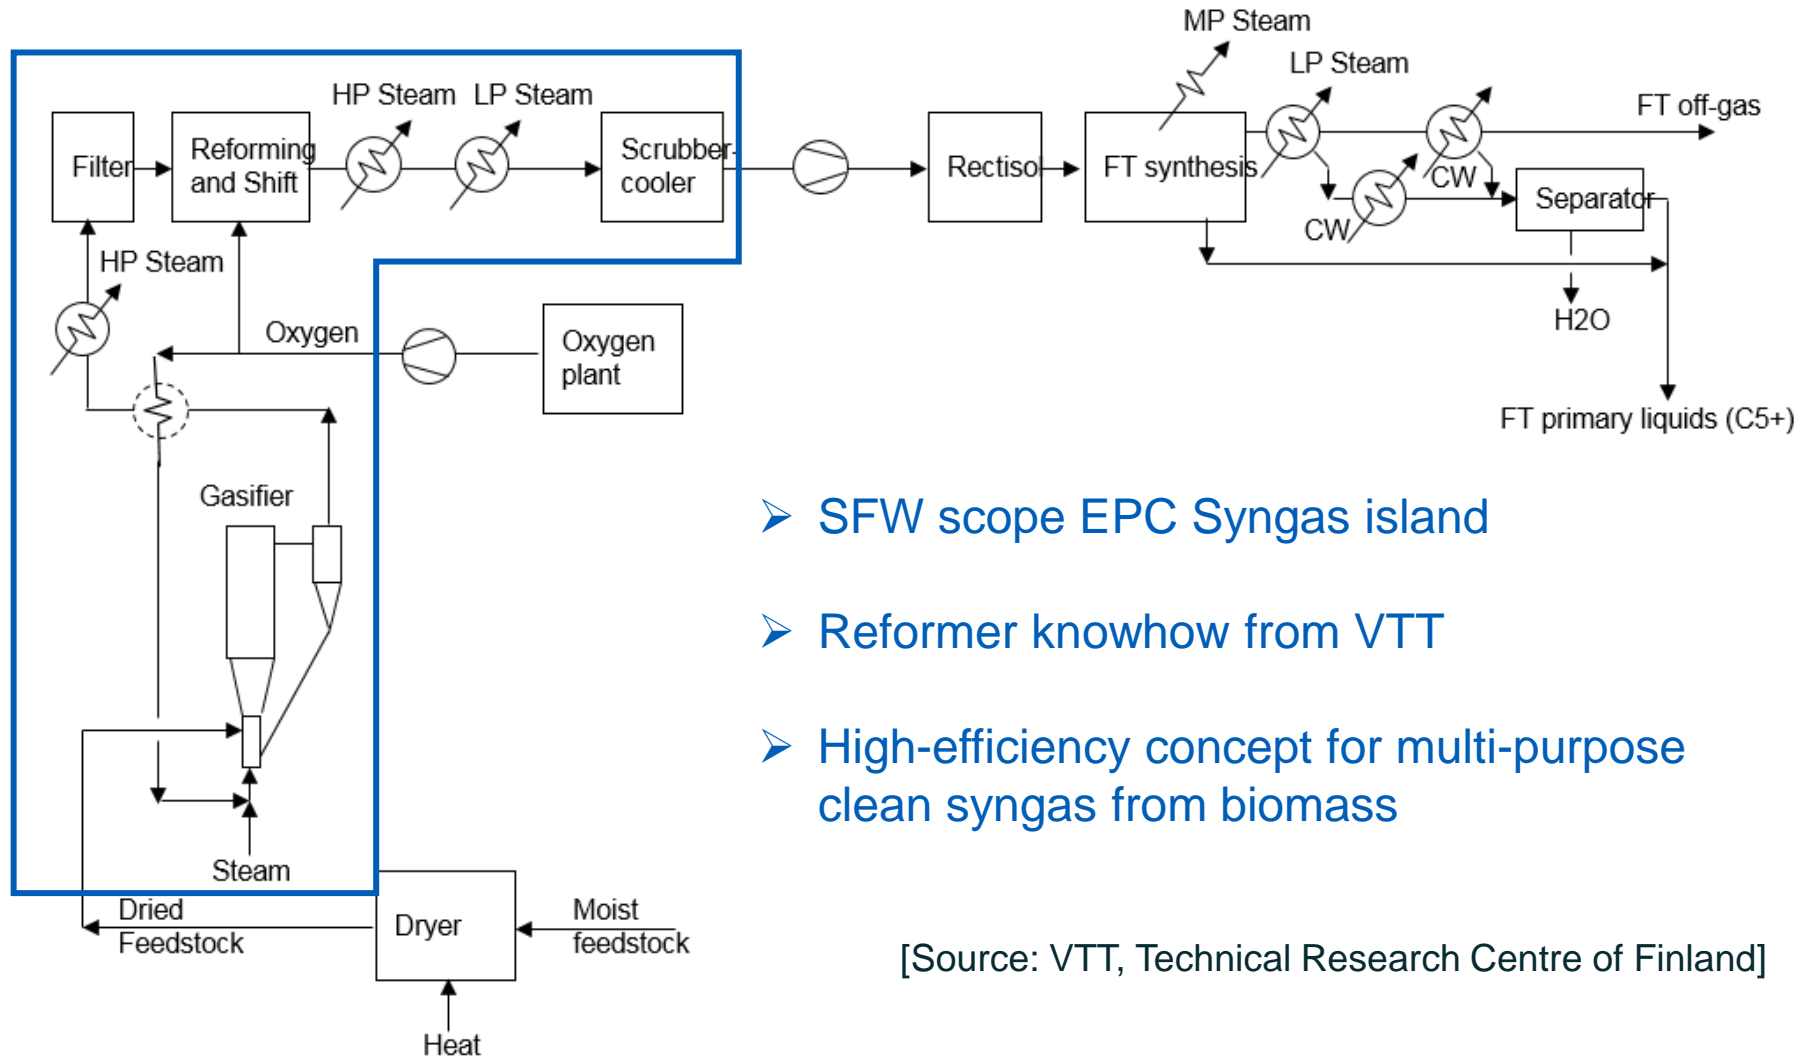 MP Steam
LP Steam
FT off-gas
HP Steam
LP Steam
Filter
Reforming
and Shift
Scrubber-
cooler
Rectisol
FT synthesis
CW
CW
Separator
H2O
HP Steam
Oxygen
Oxygen
plant
FT primary liquids (C5+)
Gasifier
➢ SFW scope EPC Syngas island
➢ Reformer knowhow from VTT
➢ High-efficiency concept for multi-purpose
clean syngas from biomass
Steam
Dried
Feedstock
Dryer
Moist
feedstock
Heat
[Source: VTT, Technical Research Centre of Finland]